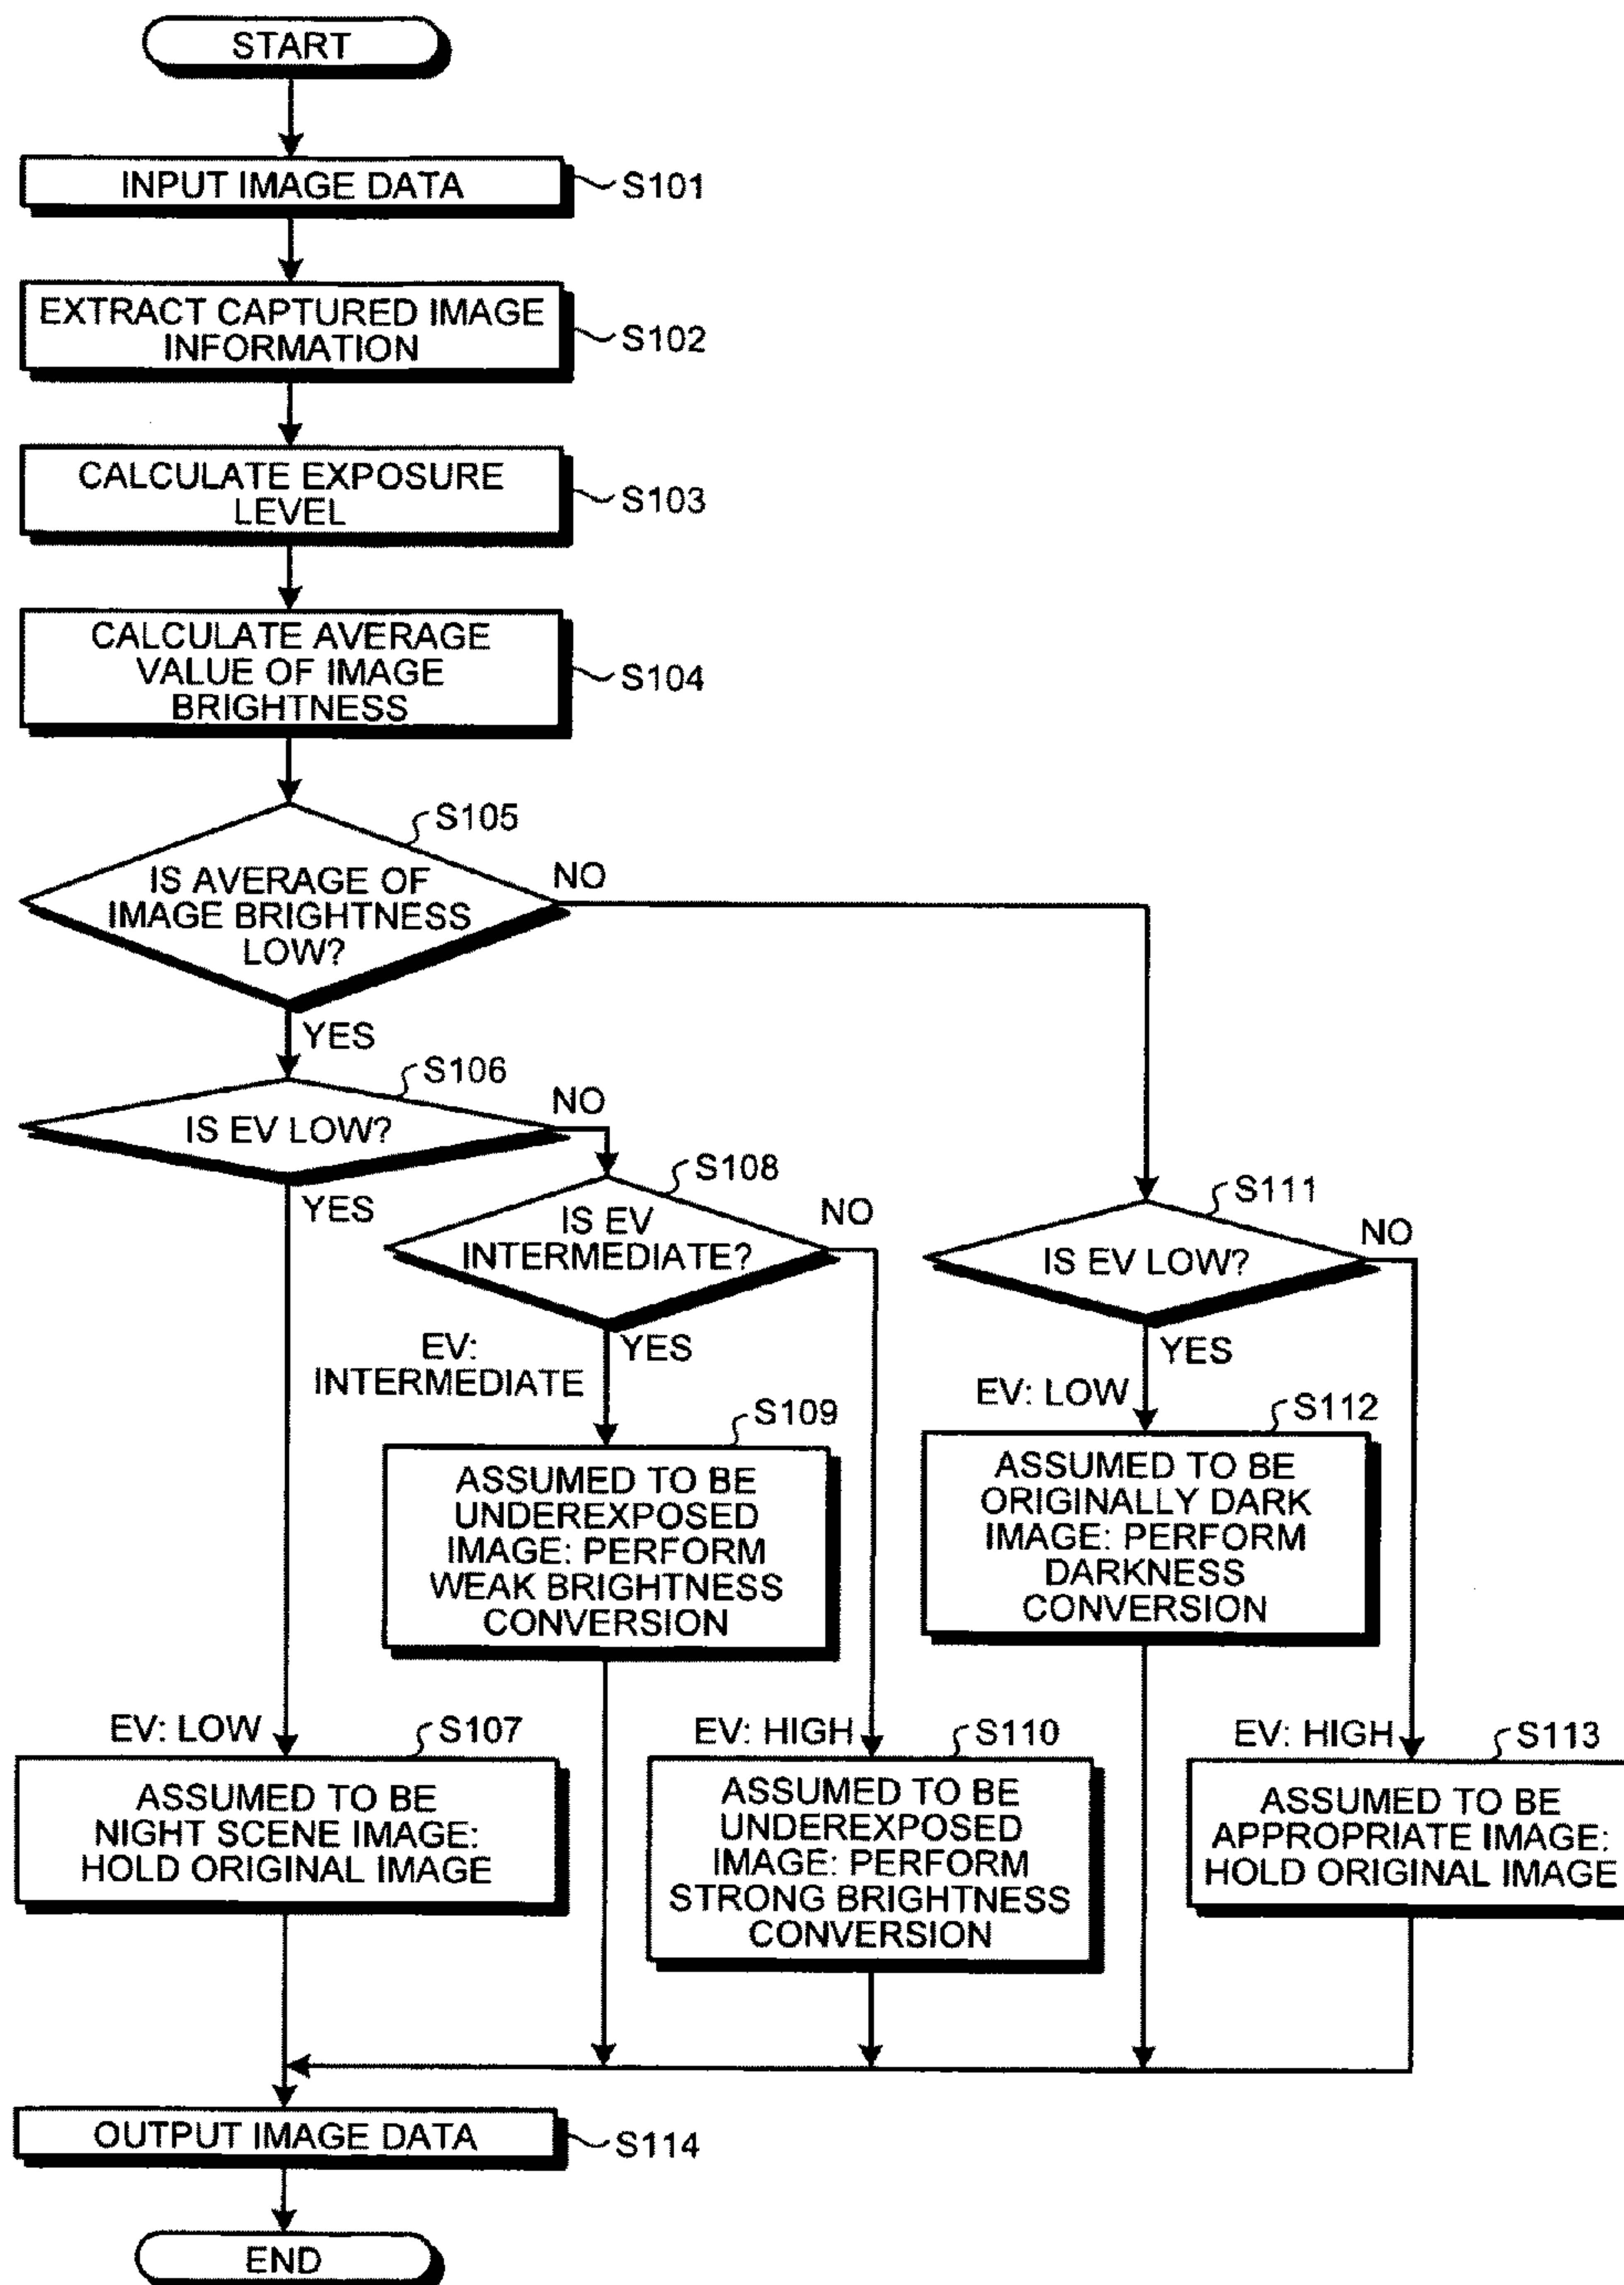 START
INPUT IMAGE DATA
S101
EXTRACT CAPTURED IMAGE
INFORMATION
S102
CALCULATE EXPOSURE
LEVEL
S103
CALCULATE AVERAGE
VALUE OF IMAGE
BRIGHTNESS
S104
S105
IS AVERAGE OF
IMAGE BRIGHTNESS
LOW?
NO
YES
S106
IS EV LOW?
NO
YES
S108
IS EV
INTERMEDIATE?
NO
YES
EV:
INTERMEDIATE
S111
IS EV LOW?
NO
YES
EV: LOW
S109
ASSUMED TO BE
UNDEREXPOSED
IMAGE: PERFORM
WEAK BRIGHTNESS
CONVERSION
S112
ASSUMED TO BE
ORIGINALLY DARK
IMAGE: PERFORM
DARKNESS
CONVERSION
EV: LOW
S107
ASSUMED TO BE
NIGHT SCENE IMAGE:
HOLD ORIGINAL IMAGE
EV: HIGH
S110
ASSUMED TO BE
UNDEREXPOSED
IMAGE: PERFORM
STRONG BRIGHTNESS
CONVERSION
EV: HIGH
S113
ASSUMED TO BE
APPROPRIATE IMAGE:
HOLD ORIGINAL IMAGE
OUTPUT IMAGE DATA
S114
END